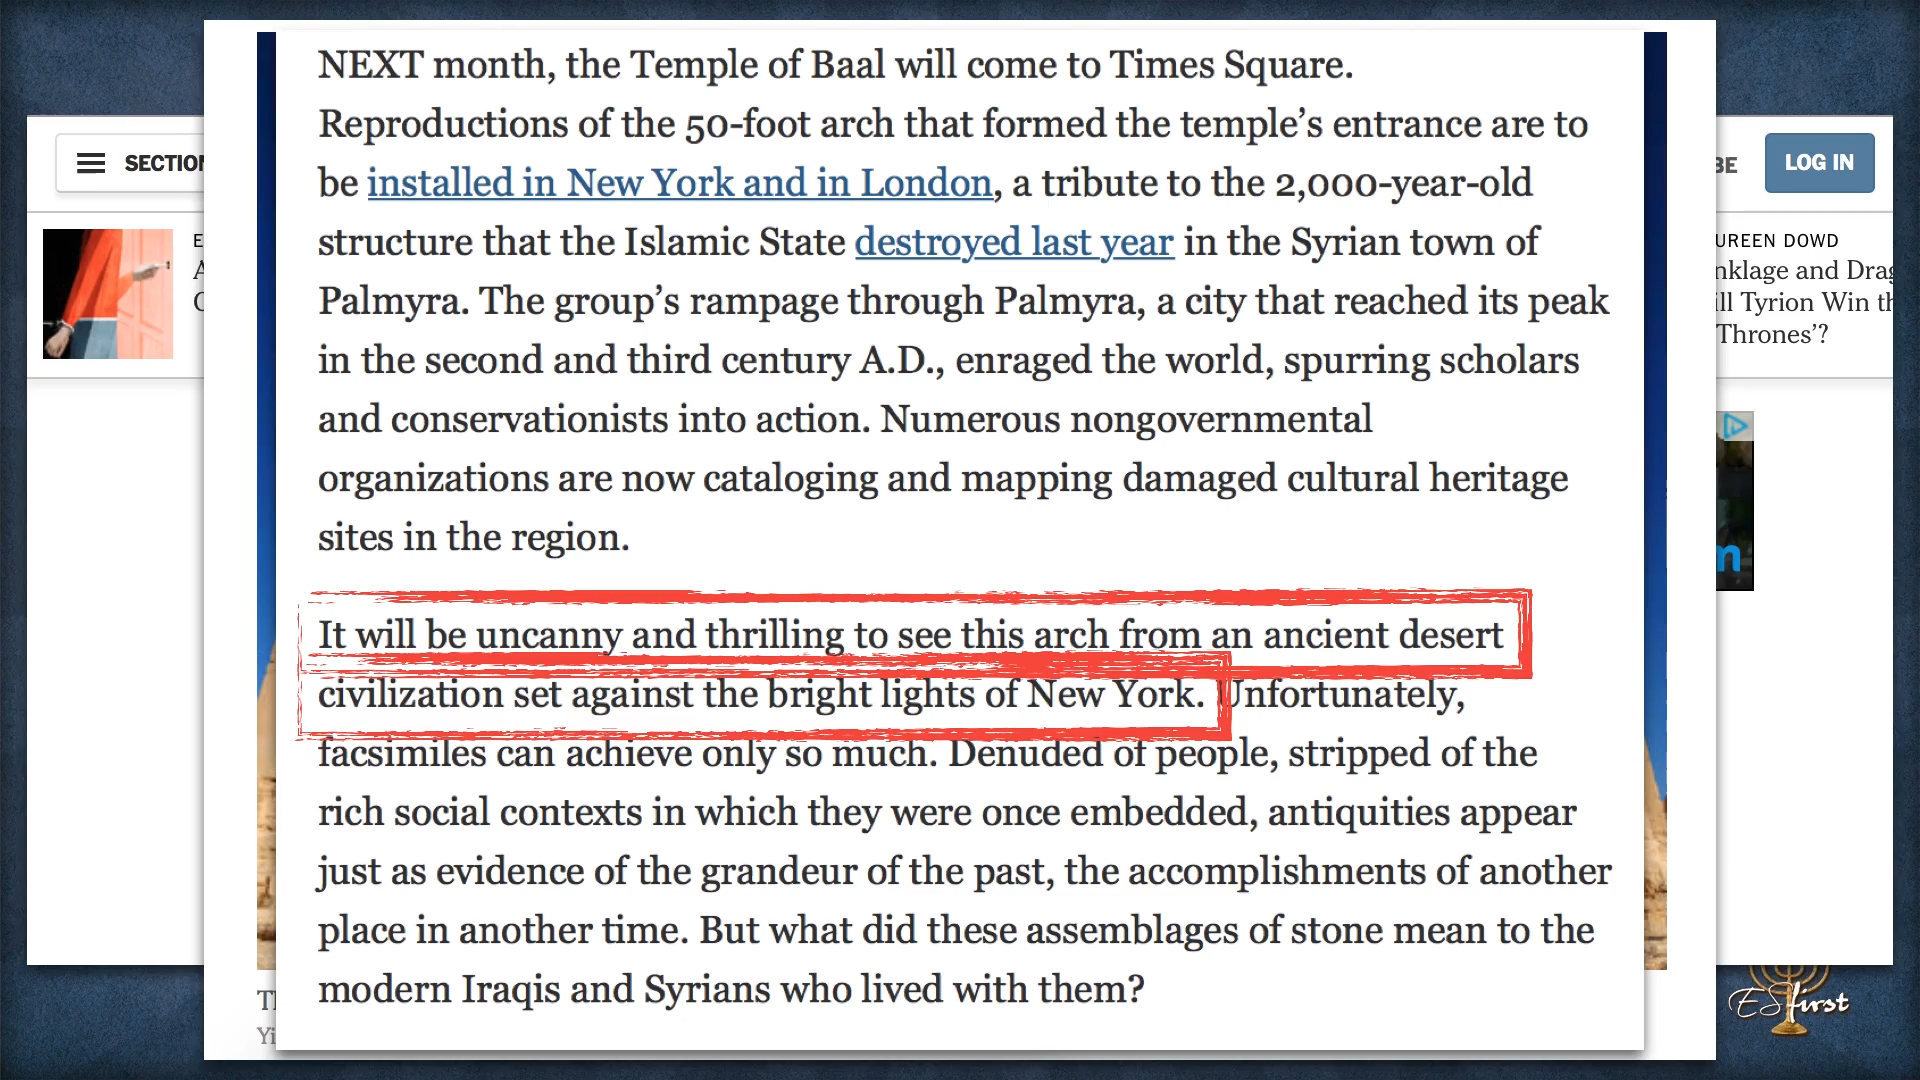 NEXT month, the Temple of Baal will come to Times Square.
Reproductions of the 50-foot arch that formed the temple’s entrance are to
be installed in New York and in London, a tribute to the 2,000-year-old
structure that the Islamic State destroyed last year in the Syrian town of
Palmyra. The group’s rampage through Palmyra, a city that reached its peak
in the second and third century A.D., enraged the world, spurring scholars
and conservationists into action. Numerous nongovernmental
organizations are now cataloging and mapping damaged cultural heritage
sites in the region.
It will be uncanny and thrilling to see this arch from an ancient desert
civilization set against the bright lights of New York. Unfortunately,
facsimiles can achieve only so much. Denuded of people, stripped of the
rich social contexts in which they were once embedded, antiquities appear
just as evidence of the grandeur of the past, the accomplishments of another
place in another time. But what did these assemblages of stone mean to the
modern Iraqis and Syrians who lived with them?
SECTION
E
A
C
BE
LOG IN
UREEN DOWD
nklage and Drag
ill Tyrion Win th
Thrones’?
n
T
Yi
ESfirst